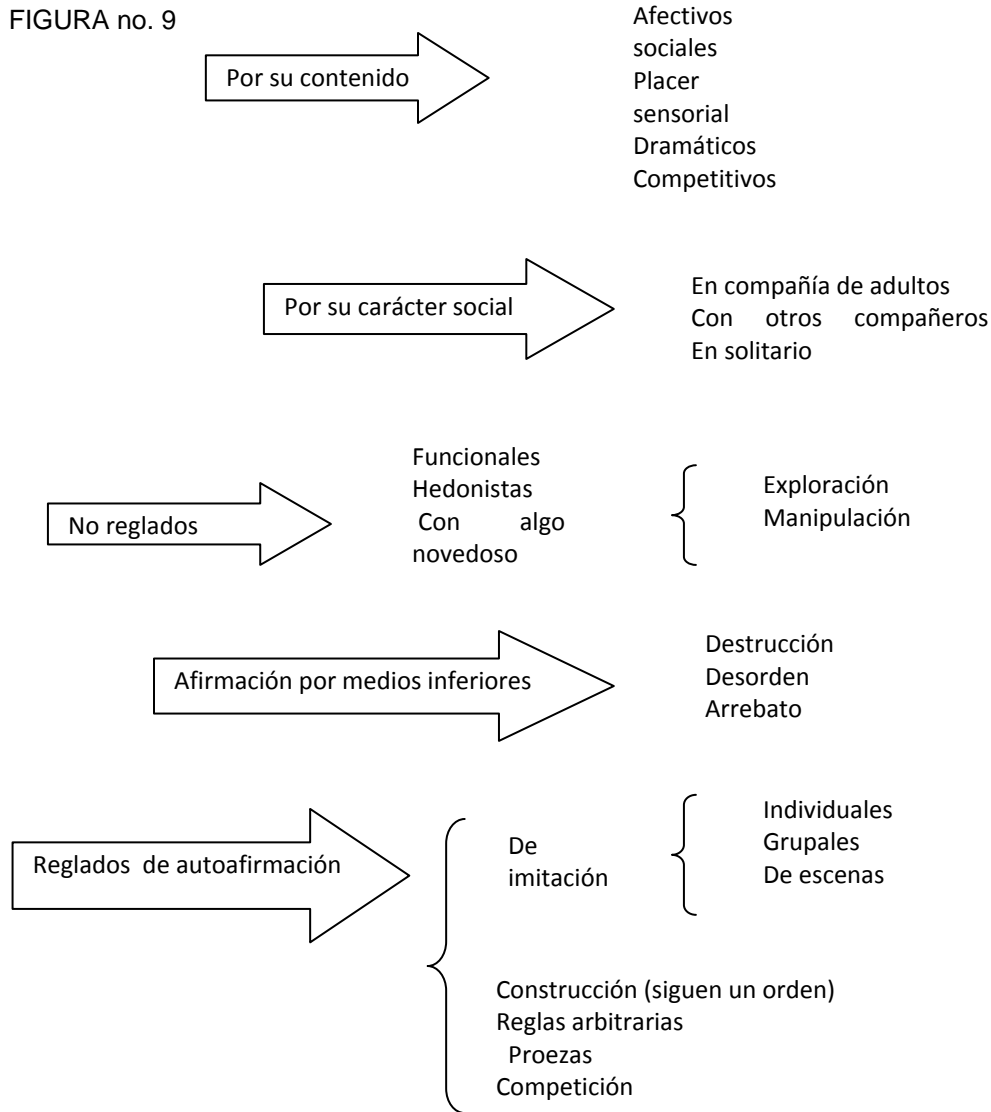 FIGURA no. 9
Por su contenido
Afectivos
sociales
Placer
sensorial
Dramáticos
Competitivos
Por su carácter social
En compañía de adultos
Con otros compañeros
En solitario
No reglados
Funcionales
Hedonistas
Con algo
novedoso
Exploración
Manipulación
Afirmación por medios inferiores
Destrucción
Desorden
Arrebato
Reglados de autoafirmación
De
imitación
Individuales
Grupales
De escenas
Construcción (siguen un orden)
Reglas arbitrarias
Proezas
Competición